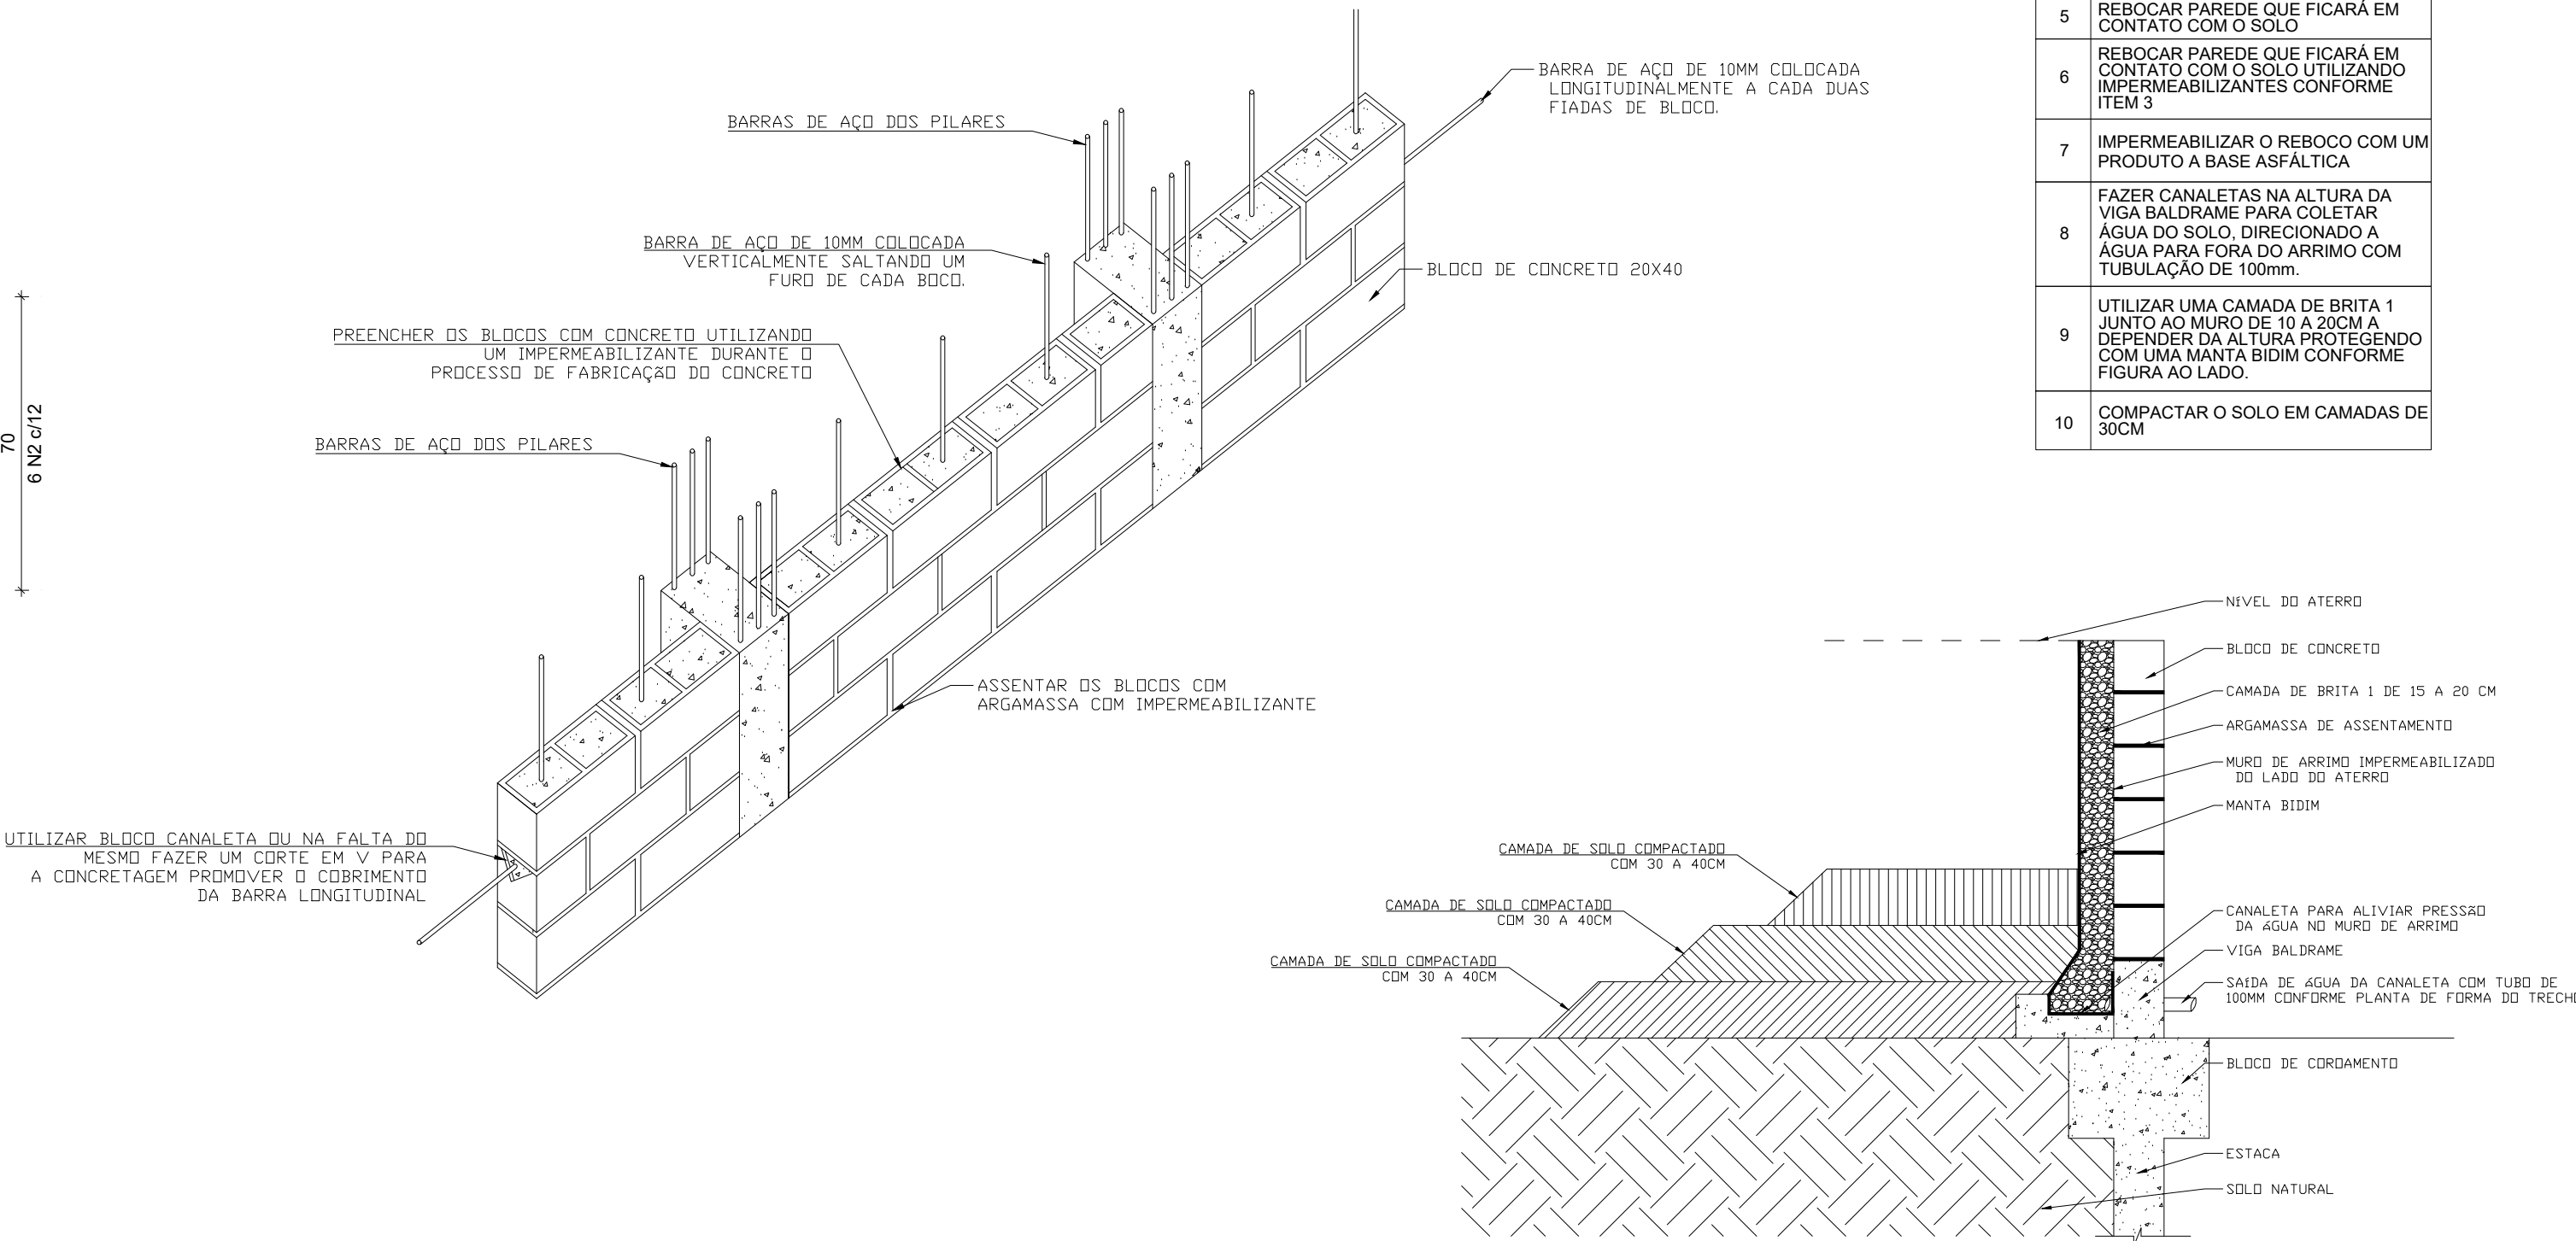 5
REBOCAR PAREDE QUE FICARÁ EM
CONTATO COM O SOLO
6
REBOCAR PAREDE QUE FICARÁ EM
CONTATO COM O SOLO UTILIZANDO
IMPERMEABILIZANTES CONFORME
ITEM 3
7
IMPERMEABILIZAR O REBOCO COM UM
PRODUTO A BASE ASFÁLTICA
8
FAZER CANALETAS NA ALTURA DA
VIGA BALDRAME PARA COLETAR
ÁGUA DO SOLO, DIRECIONADO A
ÁGUA PARA FORA DO ARRIMO COM
TUBULAÇÃO DE 100mm.
9
UTILIZAR UMA CAMADA DE BRITA 1
JUNTO AO MURO DE 10 A 20CM A
DEPENDER DA ALTURA PROTEGENDO
COM UMA MANTA BIDIM CONFORME
FIGURA AO LADO.
10
COMPACTAR O SOLO EM CAMADAS DE
30CM
BARRA DE AÇO DE 10MM COLOCADA
LONGITUDINALMENTE A CADA DUAS
FIADAS DE BLOCO.
BARRAS DE AÇO DOS PILARES
BARRA DE AÇO DE 10MM COLOCADA
VERTICALMENTE SALTANDO UM
FURO DE CADA BOCO.
BLOCO DE CONCRETO 20X40
PREENCHER OS BLOCOS COM CONCRETO UTILIZANDO
UM IMPERMEABILIZANTE DURANTE O
PROCESSO DE FABRICAÇÃO DO CONCRETO
70
6 N2 c/12
BARRAS DE AÇO DOS PILARES
ASSENTAR OS BLOCOS COM
ARGAMASSA COM IMPERMEABILIZANTE
UTILIZAR BLOCO CANALETA OU NA FALTA DO
MESMO FAZER UM CORTE EM V PARA
A CONCRETAGEM PROMOVER O COBRIMENTO
DA BARRA LONGITUDINAL
NÍVEL DO ATERRO
BLOCO DE CONCRETO
CAMADA DE BRITA 1 DE 15 A 20 CM
ARGAMASSA DE ASSENTAMENTO
MURO DE ARRIMO IMPERMEABILIZADO
DO LADO DO ATERRO
MANTA BIDIM
CAMADA DE SOLO COMPACTADO
COM 30 A 40CM
CAMADA DE SOLO COMPACTADO
COM 30 A 40CM
CAMADA DE SOLO COMPACTADO
COM 30 A 40CM
CANALETA PARA ALIVIAR PRESSÃO
DA ÁGUA NO MURO DE ARRIMO
VIGA BALDRAME
SAÍDA DE ÁGUA DA CANALETA COM TUBO DE
100MM CONFORME PLANTA DE FORMA DO TRECHO
BLOCO DE COROAMENTO
ESTACA
SOLO NATURAL